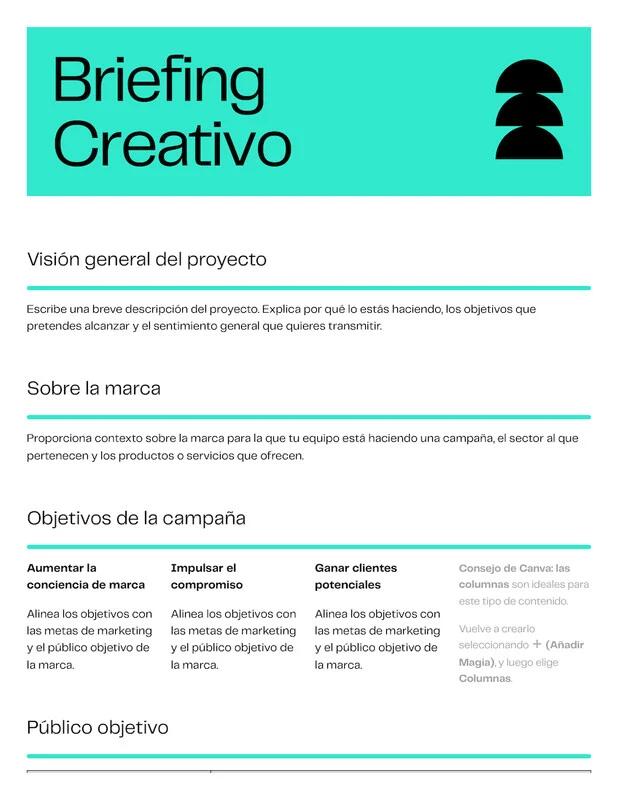 Briefing
Creativo
Visión general del proyecto
Escribe una breve descripción del proyecto. Explica por qué lo estás haciendo, los objetivos que
pretendes alcanzar y el sentimiento general que quieres transmitir.
Sobre la marca
Proporciona contexto sobre la marca para la que tu equipo está haciendo una campaña, el sector al que
pertenecen y los productos o servicios que ofrecen.
Objetivos de la campaña
Aumentar la
conciencia de marca
Alinea los objetivos con
las metas de marketing
y el público objetivo de
la marca.
Impulsar el
compromiso
Alinea los objetivos con
las metas de marketing
y el público objetivo de
la marca.
Ganar clientes
potenciales
Alinea los objetivos con
las metas de marketing
y el público objetivo de
la marca.
Consejo de Canva: las
columnas son ideales para
este tipo de contenido.
Vuelve a crearlo
seleccionando + (Añadir
Magia), y luego elige
Columnas.
Público objetivo